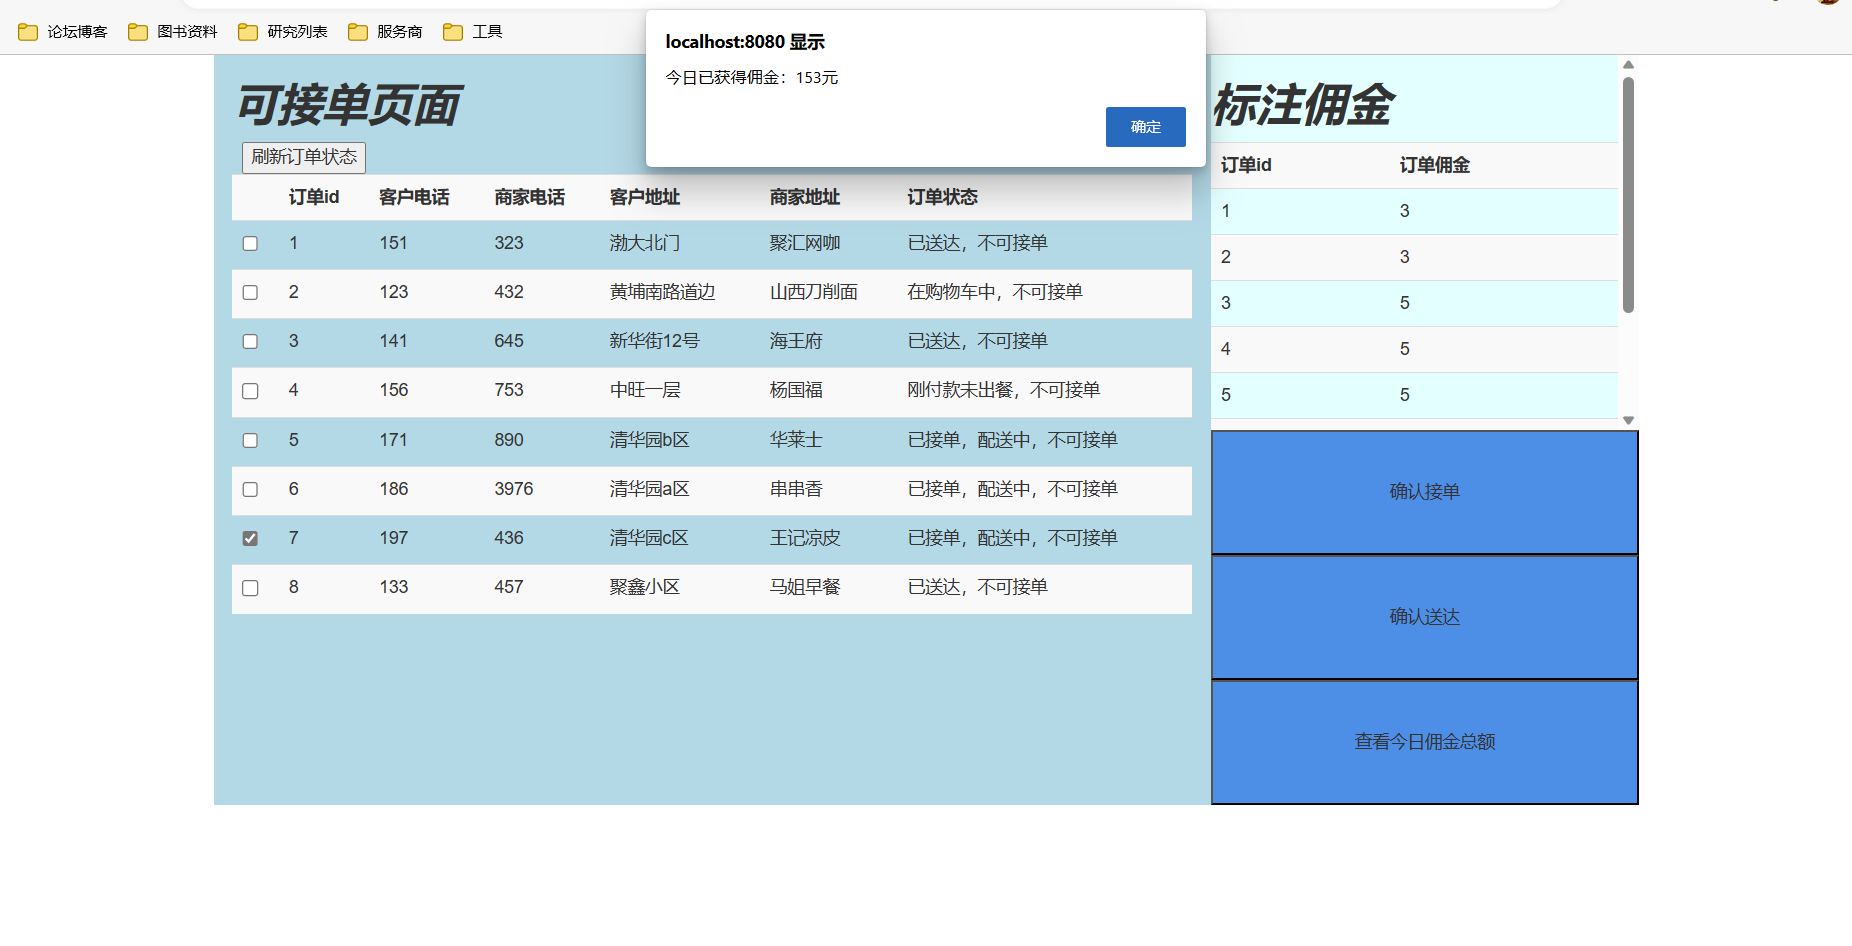 论坛博客 图书资料 研究列表 服务商 工具
localhost:8080 显示
今日已获得佣金：153元
确定
可接单页面
刷新订单状态
订单id 客户电话 商家电话 客户地址 商家地址 订单状态
1 151 323 渤大北门 聚汇网咖 已送达，不可接单
2 123 432 黄埔南路道边 山西刀削面 在购物车中，不可接单
3 141 645 新华街12号 海王府 已送达，不可接单
4 156 753 中旺一层 杨国福 刚付款未出餐，不可接单
5 171 890 清华园b区 华莱士 已接单，配送中，不可接单
6 186 3976 清华园a区 串串香 已接单，配送中，不可接单
7 197 436 清华园c区 王记凉皮 已接单，配送中，不可接单
8 133 457 聚鑫小区 马姐早餐 已送达，不可接单
标注佣金
订单id 订单佣金
1 3
2 3
3 5
4 5
5 5
确认接单
确认送达
查看今日佣金总额